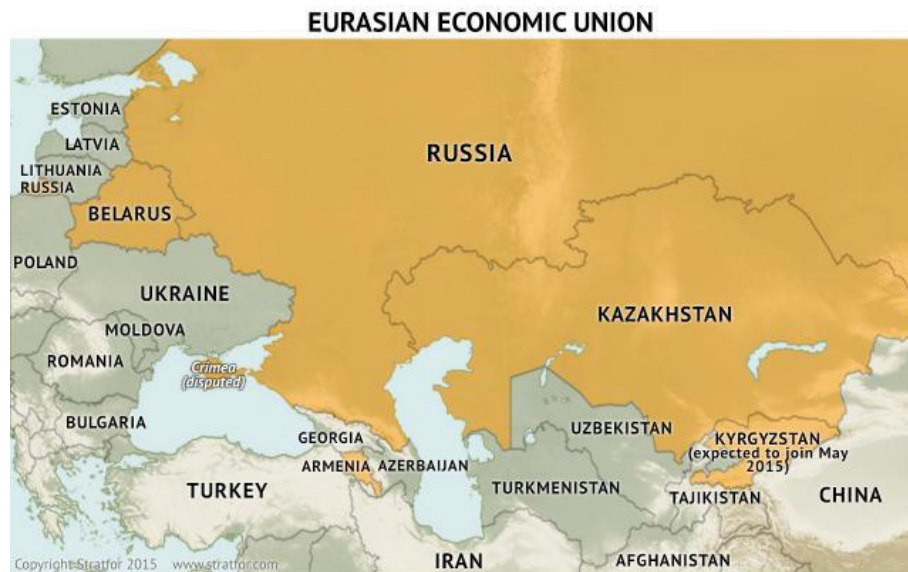 EURASIAN ECONOMIC UNION
ESTONIA
LATVIA
RUSSIA
LITHUANIA
RUSSIA
BELARUS
POLAND
UKRAINE
KAZAKHSTAN
MOLDOVA
ROMANIA
Crimea
(disputed)
BULGARIA
UZBEKISTAN
GEORGIA
KYRGYZSTAN
(expected to join May
2015)
ARMENIA
AZERBAIJAN
TURKEY
TURKMENISTAN
TAJIKISTAN
CHINA
IRAN
AFGHANISTAN
Copyright Stratfor 2015 www.stratfor.com